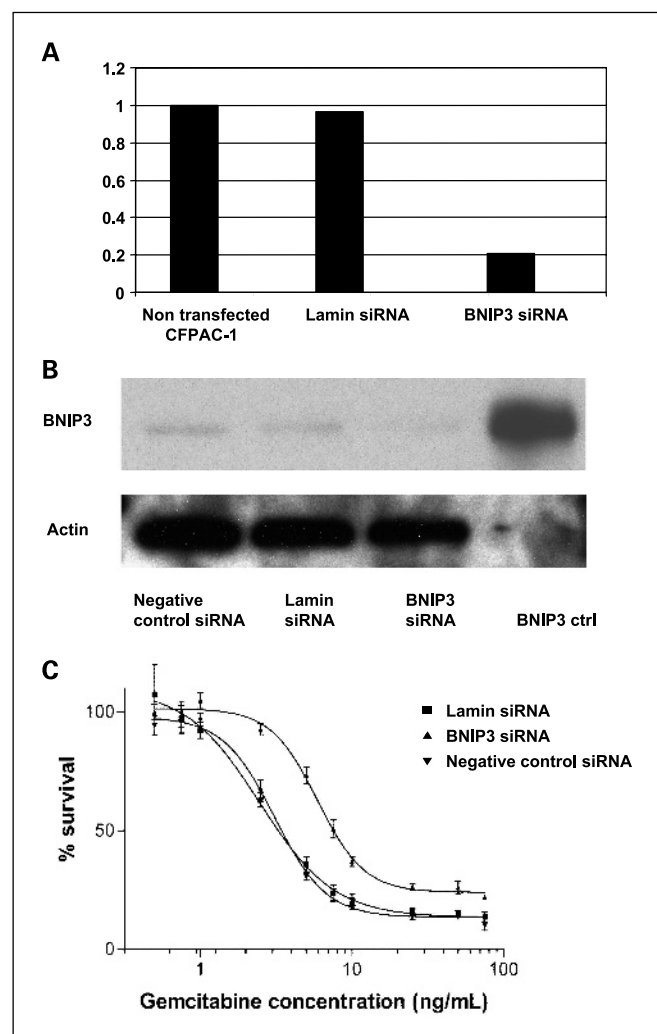 A
1.2
1
0.8
0.6
0.4
0.2
0
Non transfected
CFPAC-1
Lamin siRNA
BNIP3 siRNA
B
BNIP3
Actin
Negative
control siRNA
Lamin
siRNA
BNIP3
siRNA
BNIP3 ctrl
C
Lamin siRNA
BNIP3 siRNA
Negative control siRNA
% survival
100
50
0
1
10
100
Gemcitabine concentration (ng/mL)